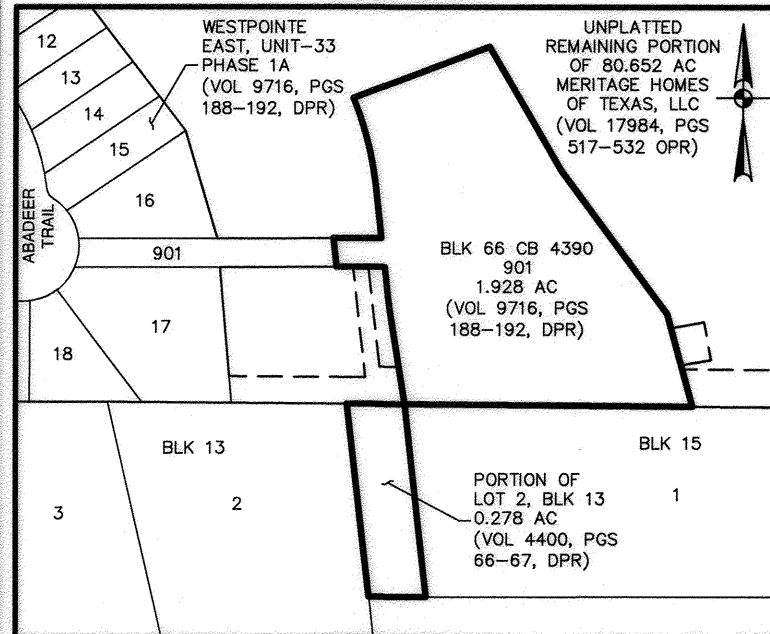 WESTPOINTE
EAST, UNIT-33
PHASE 1A
(VOL 9716, PGS
188-192, DPR)
UNPLATTED
REMAINING PORTION
OF 80.652 AC
MERITAGE HOMES
OF TEXAS, LLC
(VOL 17984, PGS
517-532 OPR)
12
13
14
15
16
ABADEER
TRAIL
901
BLK 66 CB 4390
901
1.928 AC
(VOL 9716, PGS
188-192, DPR)
17
18
BLK 13
BLK 15
3
2
1
PORTION OF
LOT 2, BLK 13
0.278 AC
(VOL 4400, PGS
66-67, DPR)